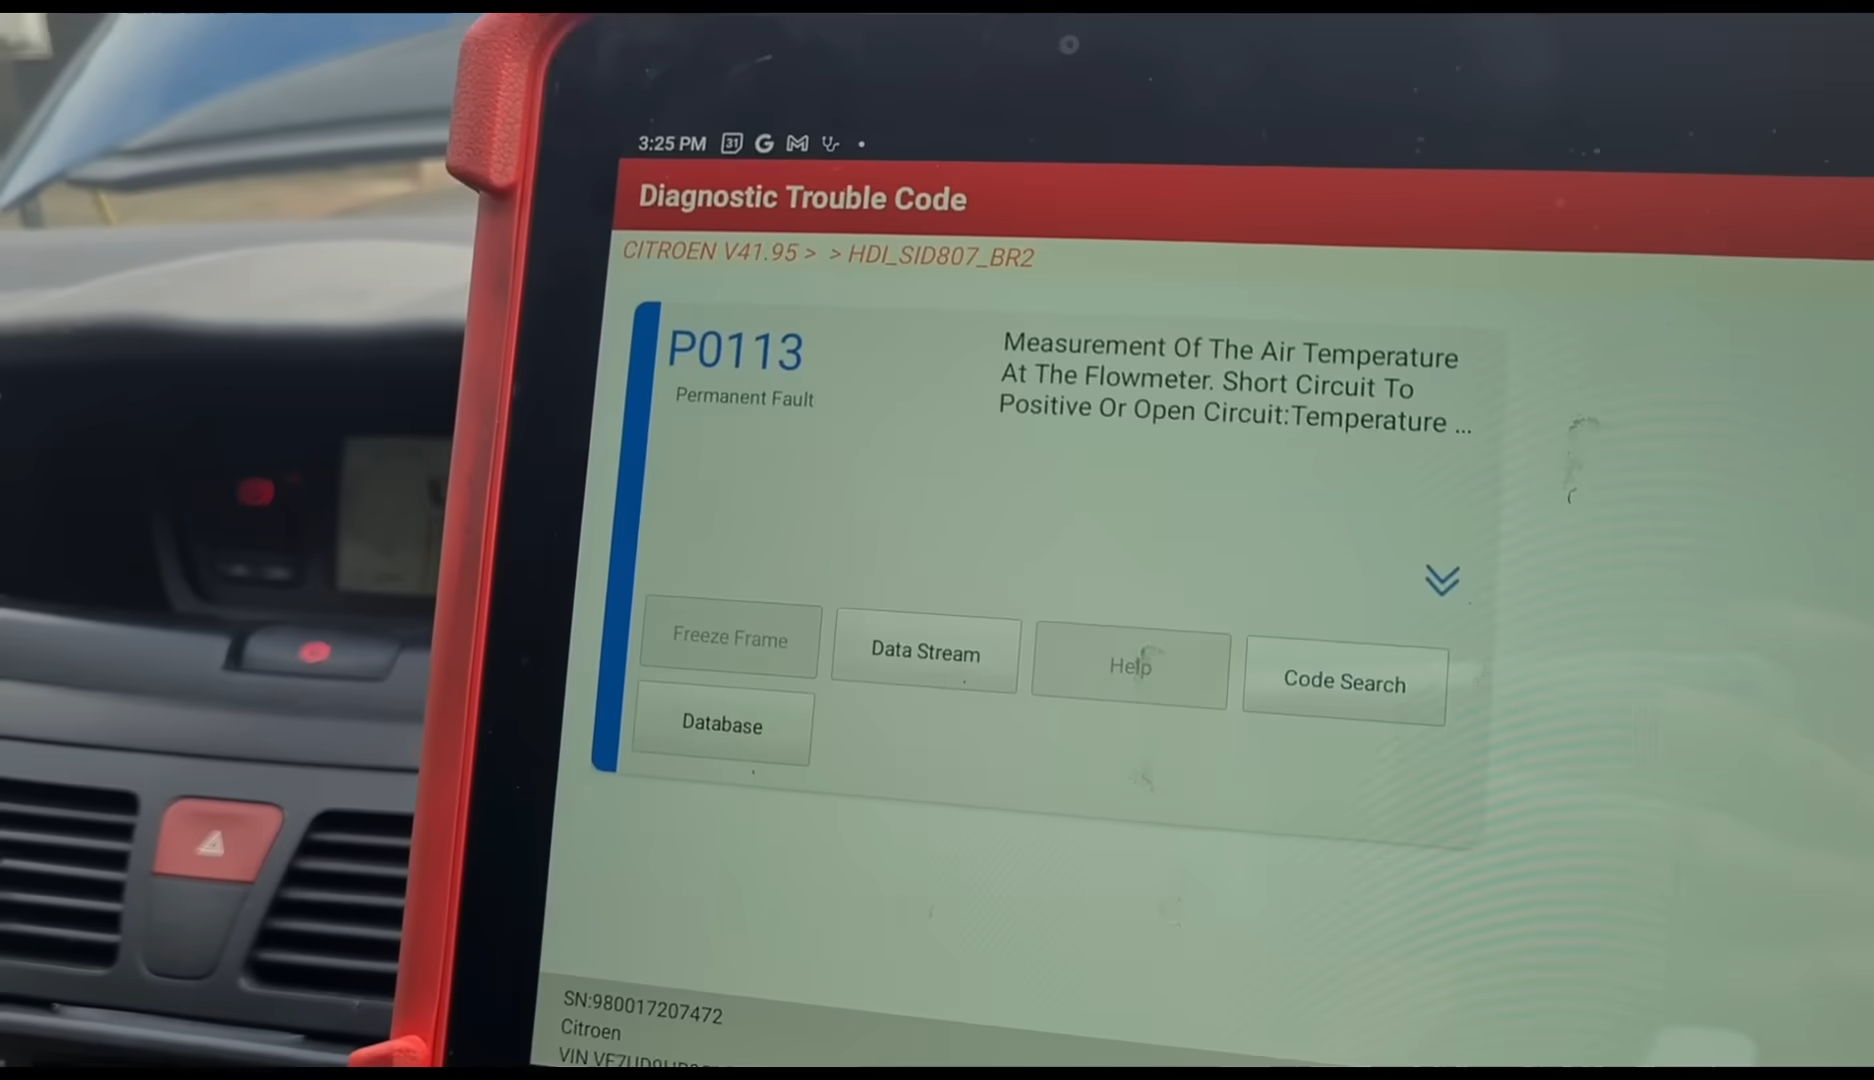 3:25 PM 31 G M
Diagnostic Trouble Code
CITROEN V41.95 > > HDI_SID807_BR2
P0113
Permanent Fault
Measurement Of The Air Temperature
At The Flowmeter. Short Circuit To
Positive Or Open Circuit:Temperature ...
Freeze Frame
Data Stream
Help
Code Search
Database
SN:980017207472
Citroen
VIN